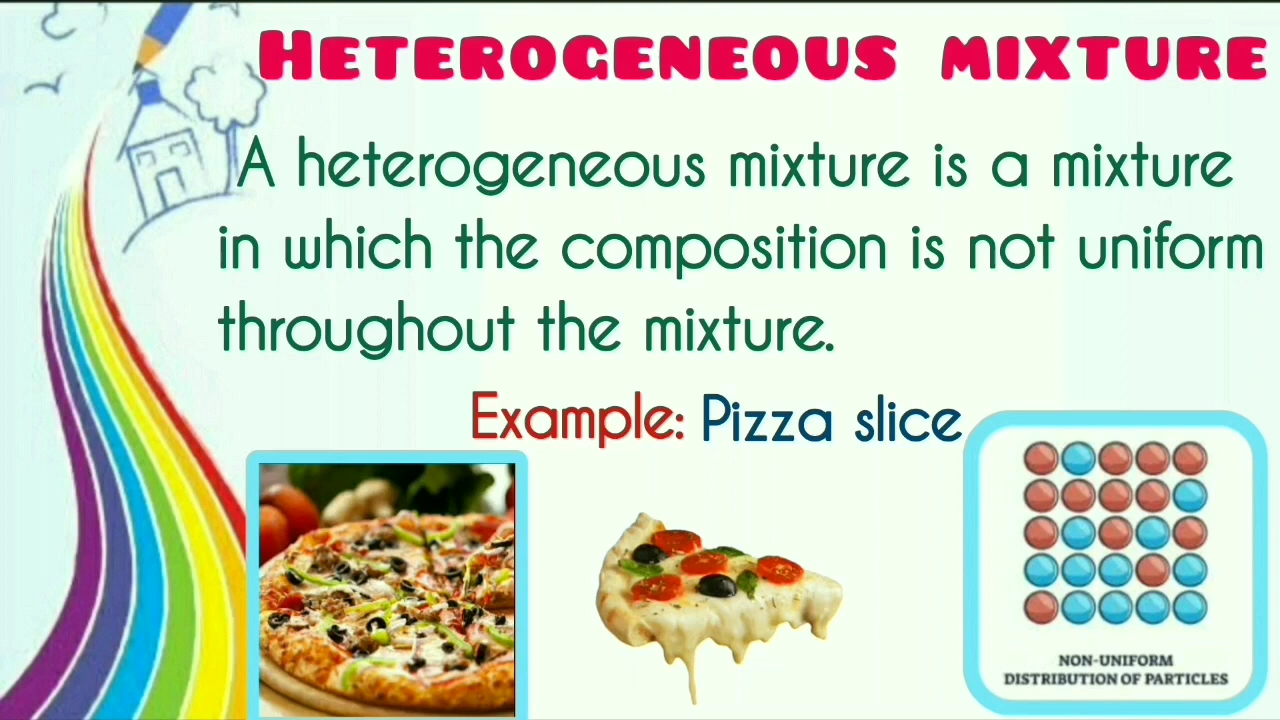 HETEROGENEOUS MIXTURE
A heterogeneous mixture is a mixture
in which the composition is not uniform
throughout the mixture.
Example: Pizza slice
NON-UNIFORM
DISTRIBUTION OF PARTICLES